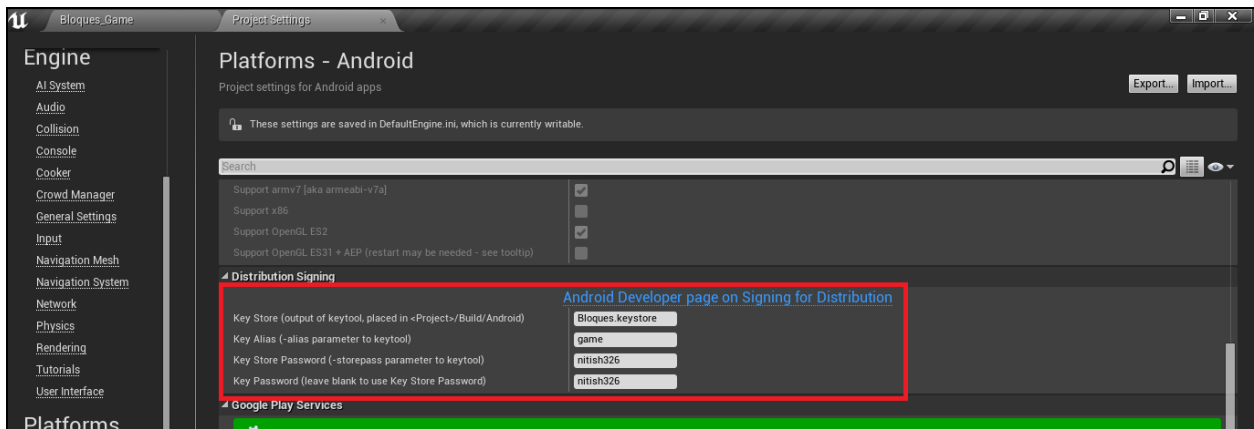 Bloques_Game
Project Settings
Engine
AI System
Audio
Collision
Console
Cooker
Crowd Manager
General Settings
Input
Navigation Mesh
Navigation System
Network
Physics
Rendering
Tutorials
User Interface
Platforms
Platforms - Android
Project settings for Android apps
Export... Import...
These settings are saved in DefaultEngine.ini, which is currently writable.
Search
Support armv7 [aka armeabi-v7a]
Support x86
Support OpenGL ES2
Support OpenGL ES31 + AEP (restart may be needed - see tooltip)
Distribution Signing
Android Developer page on Signing for Distribution
Key Store (output of keytool, placed in <Project>/Build/Android) Bloques.keystore
Key Alias (-alias parameter to keytool) game
Key Store Password (-storepass parameter to keytool) nitish326
Key Password (leave blank to use Key Store Password) nitish326
Google Play Services